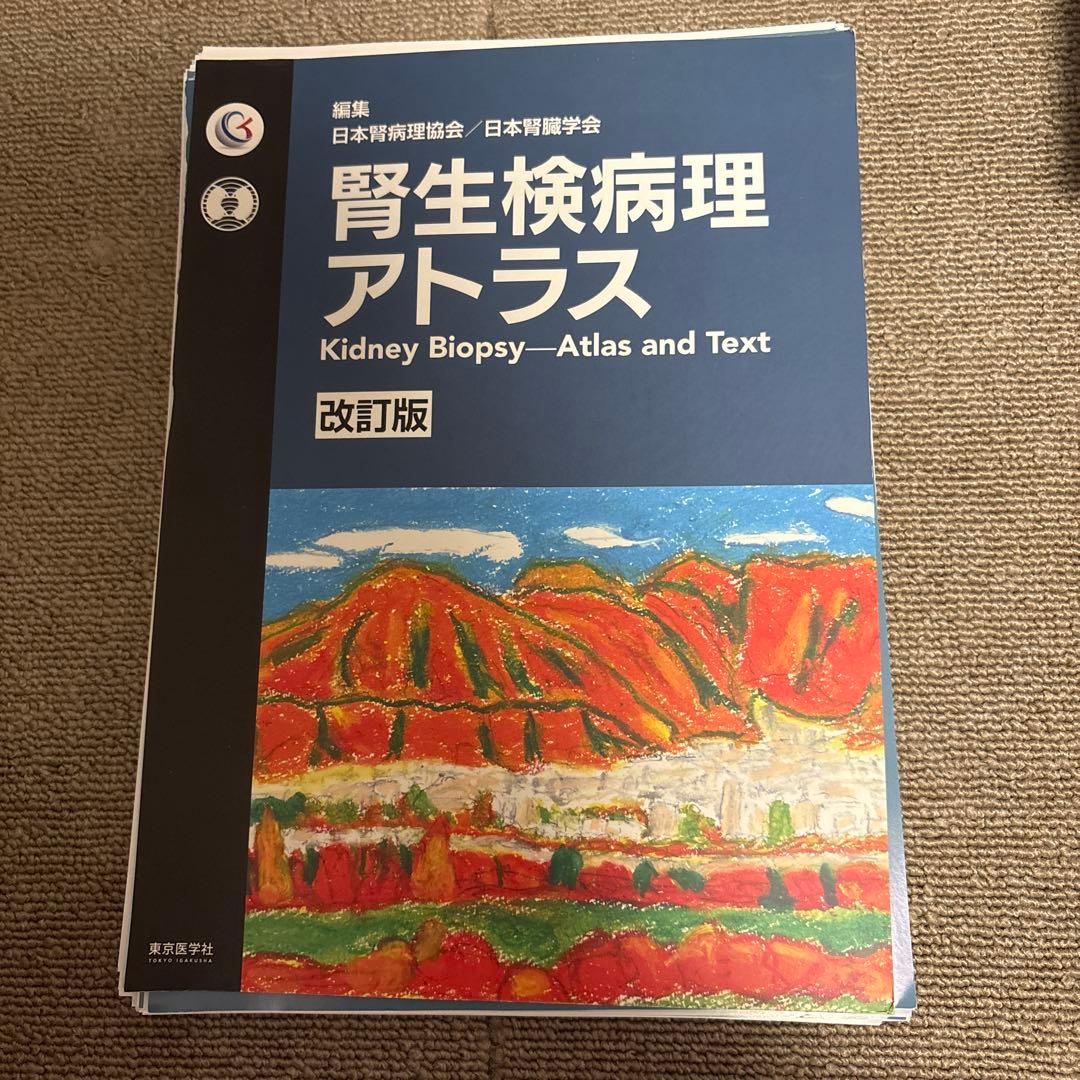 編集
日本腎病理協会／日本腎臓学会
腎生検病理
アトラス
Kidney Biopsy—Atlas and Text
改訂版
東京医学社
TOKYO IGAKUSHA